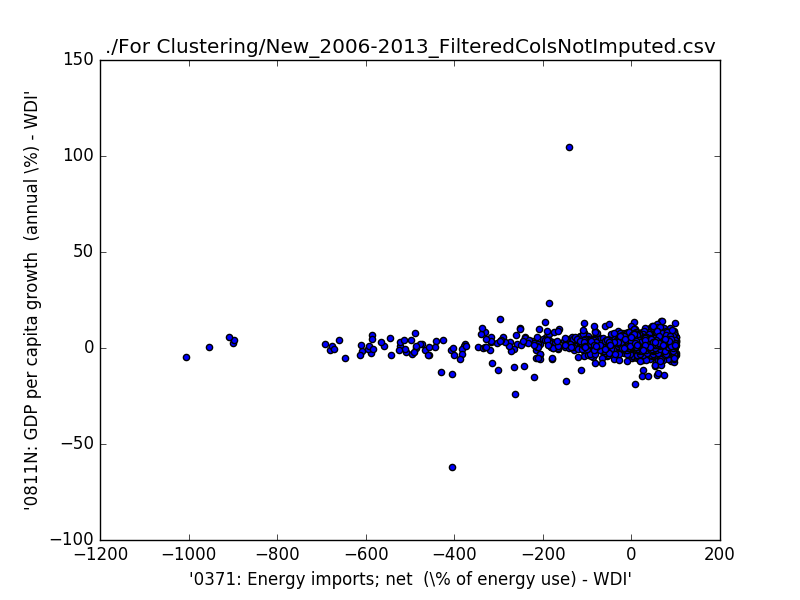 ./For Clustering/New_2006-2013_FilteredColsNotImputed.csv
150
100
50
0
−50
−100
−1200 −1000 −800 −600 −400 −200 0 200
'0811N: GDP per capita growth  (annual \%) - WDI'
'0371: Energy imports; net  (\% of energy use) - WDI'